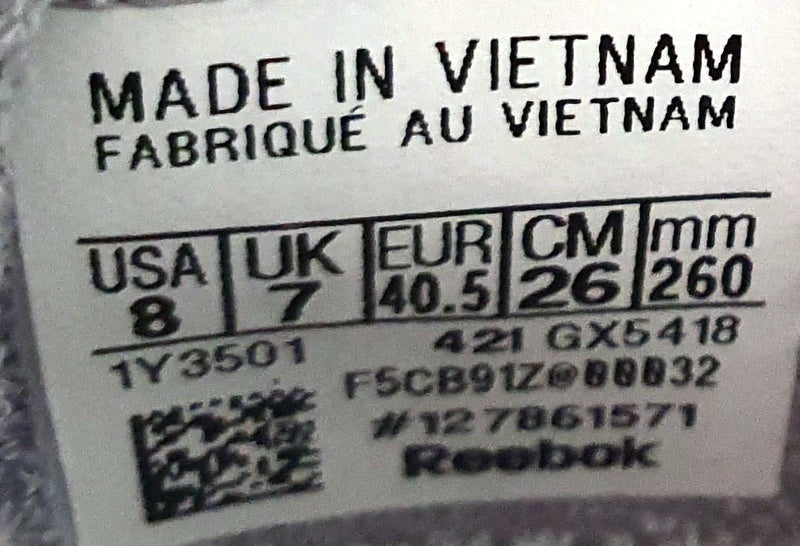 MADE IN VIETNAM
FABRIQUÉ AU VIETNAM
USA UK EUR CM mm
8 7 40.5 26 260
1Y3501 421 GX5418
F5CB91Z@00032
#127861571
Reebok